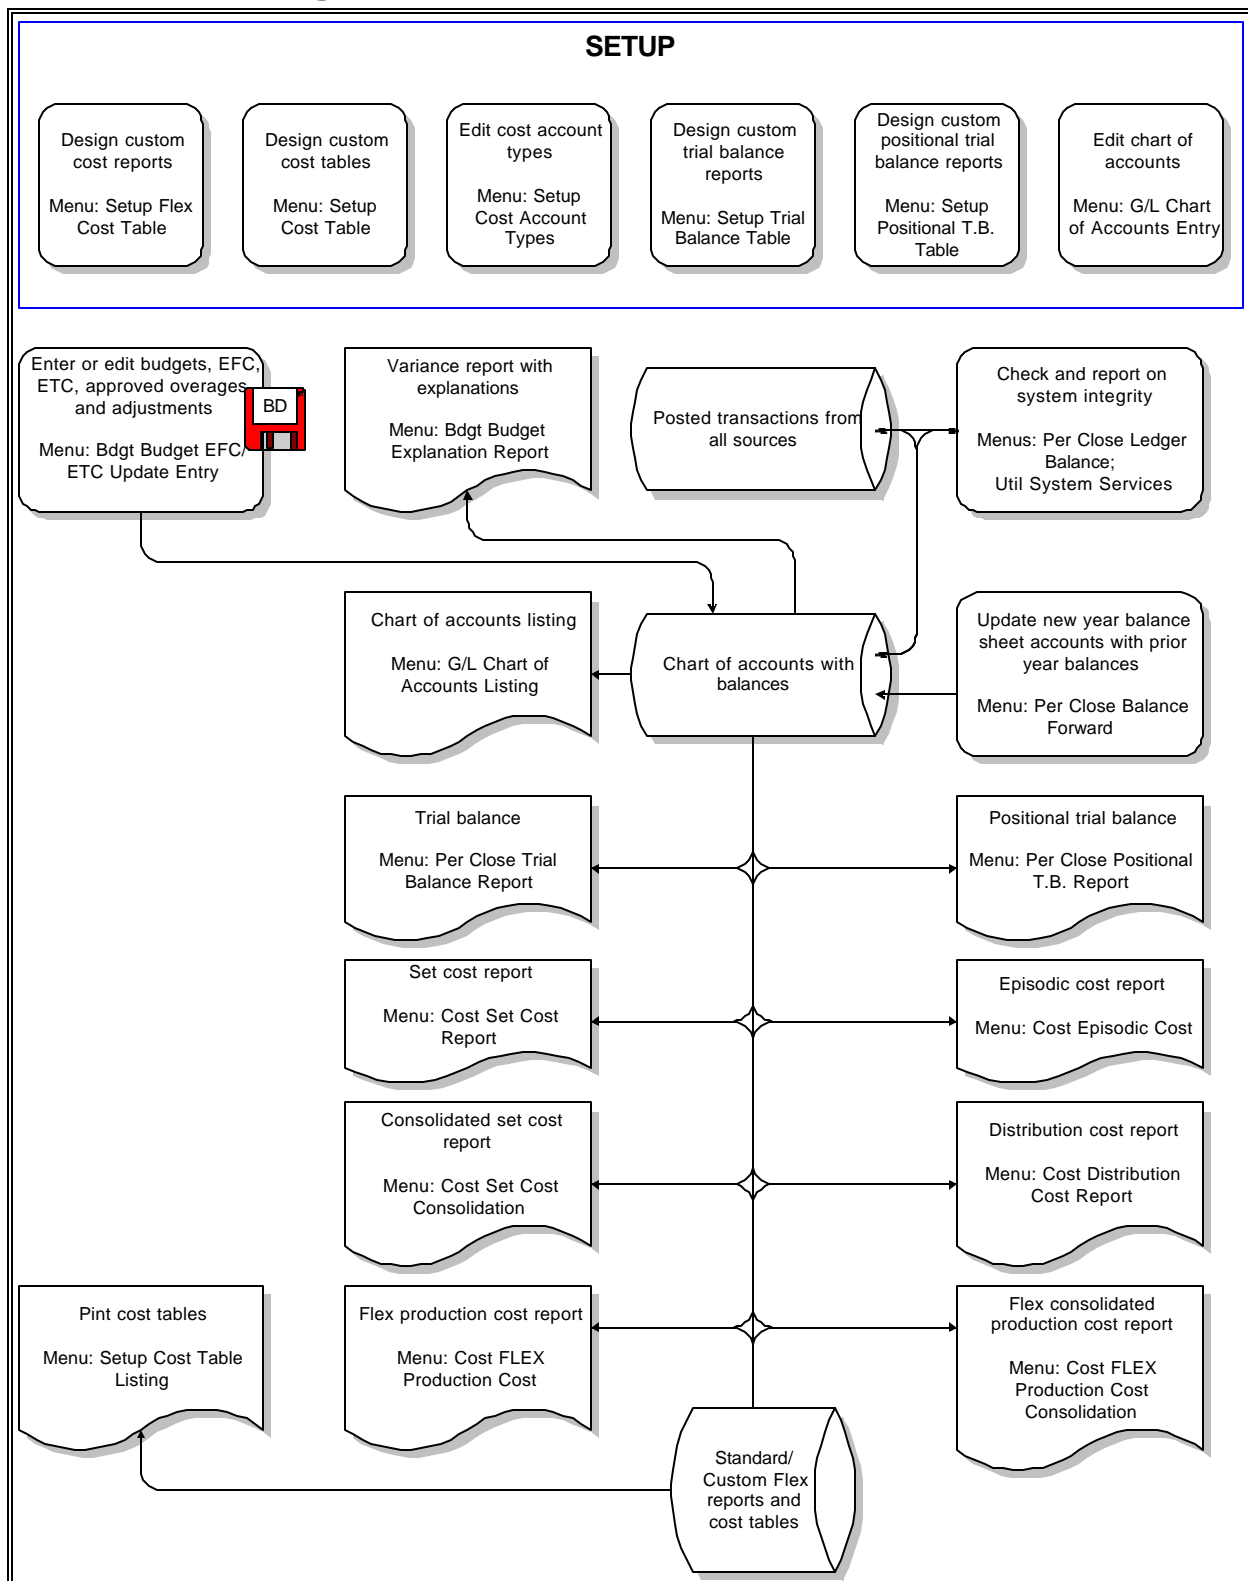 SETUP
Design custom
cost reports
Menu: Setup Flex
Cost Table
Design custom
cost tables
Menu: Setup
Cost Table
Edit cost account
types
Menu: Setup
Cost Account
Types
Design custom
trial balance
reports
Menu: Setup Trial
Balance Table
Design custom
positional trial
balance reports
Menu: Setup
Positional T.B.
Table
Edit chart of
accounts
Menu: G/L Chart
of Accounts Entry
Enter or edit budgets, EFC,
ETC, approved overages
and adjustments
Menu: Bdgt Budget EFC/
ETC Update Entry
BD
Variance report with
explanations
Menu: Bdgt Budget
Explanation Report
Posted transactions from
all sources
Check and report on
system integrity
Menus: Per Close Ledger
Balance;
Util System Services
Chart of accounts listing
Menu: G/L Chart of
Accounts Listing
Chart of accounts with
balances
Update new year balance
sheet accounts with prior
year balances
Menu: Per Close Balance
Forward
Trial balance
Menu: Per Close Trial
Balance Report
Positional trial balance
Menu: Per Close Positional
T.B. Report
Set cost report
Menu: Cost Set Cost
Report
Episodic cost report
Menu: Cost Episodic Cost
Consolidated set cost
report
Menu: Cost Set Cost
Consolidation
Distribution cost report
Menu: Cost Distribution
Cost Report
Pint cost tables
Menu: Setup Cost Table
Listing
Flex production cost report
Menu: Cost FLEX
Production Cost
Flex consolidated
production cost report
Menu: Cost FLEX
Production Cost
Consolidation
Standard/
Custom Flex
reports and
cost tables